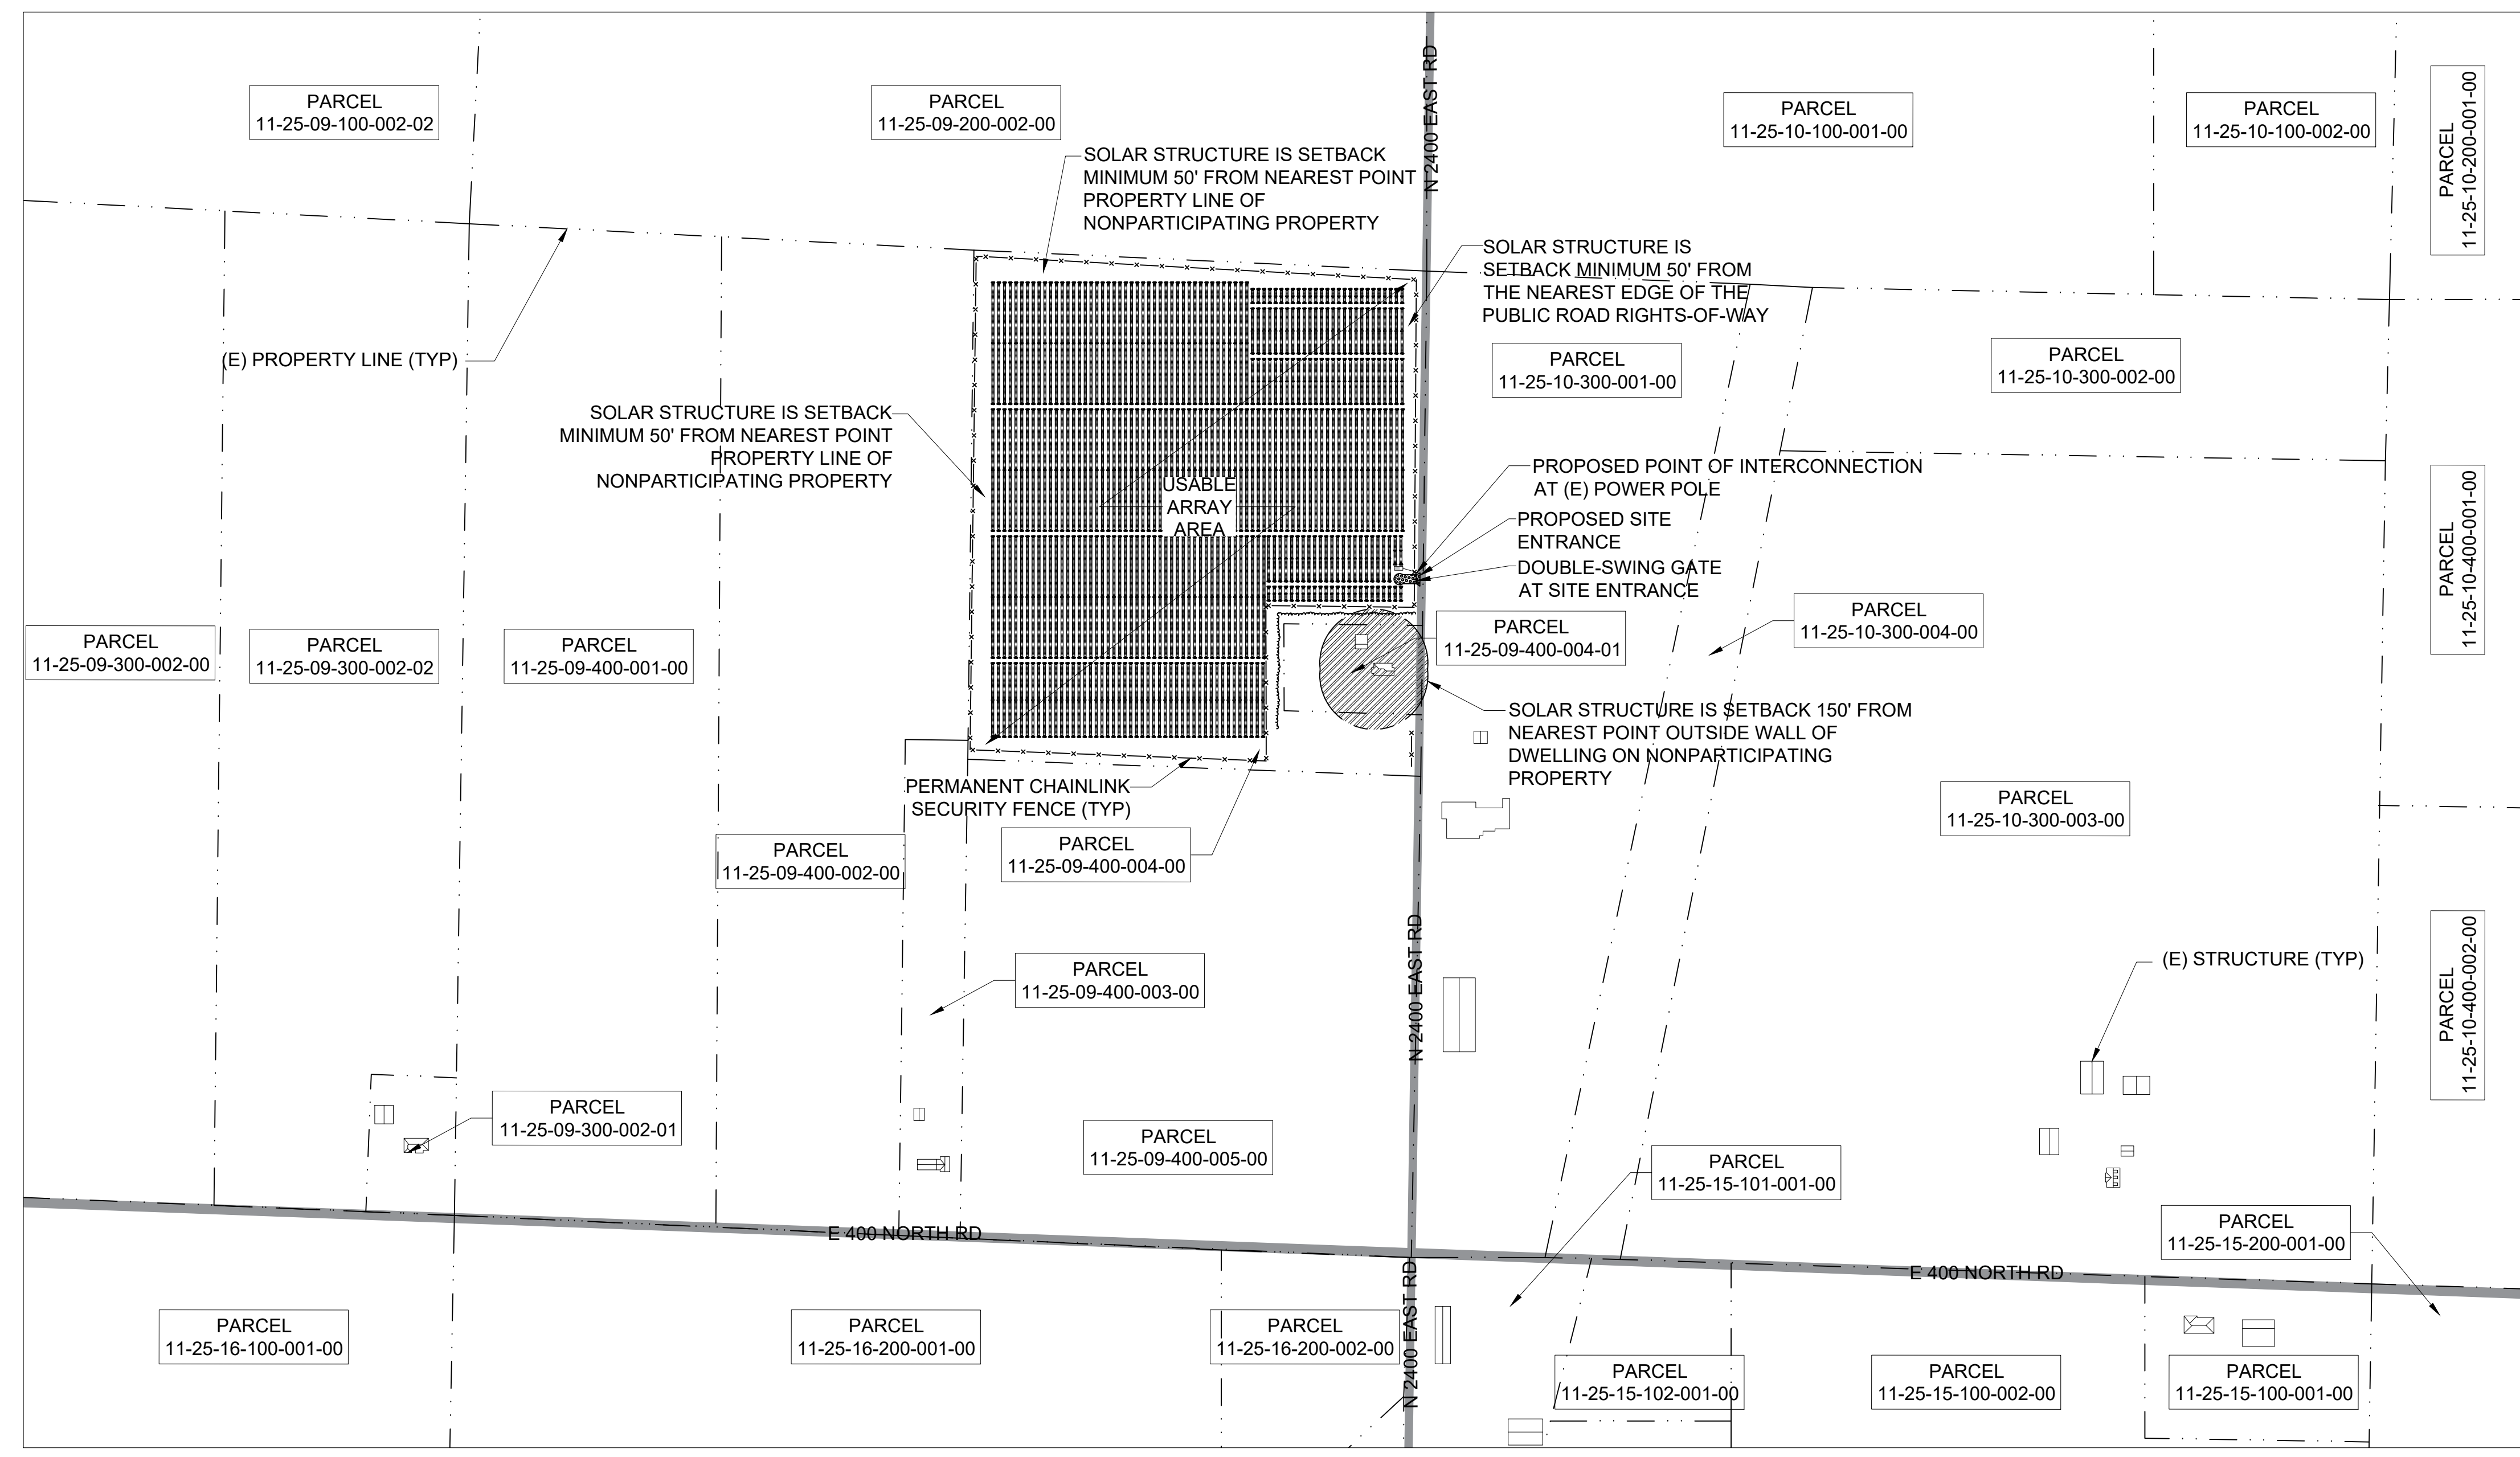 PARCEL
11-25-09-100-002-02
PARCEL
11-25-09-200-002-00
N 2400 EAST RD
PARCEL
11-25-10-100-001-00
PARCEL
11-25-10-100-002-00
PARCEL
11-25-10-200-001-00
SOLAR STRUCTURE IS SETBACK
MINIMUM 50' FROM NEAREST POINT
PROPERTY LINE OF
NONPARTICIPATING PROPERTY
SOLAR STRUCTURE IS
SETBACK MINIMUM 50' FROM
THE NEAREST EDGE OF THE
PUBLIC ROAD RIGHTS-OF-WAY
(E) PROPERTY LINE (TYP)
PARCEL
11-25-10-300-001-00
PARCEL
11-25-10-300-002-00
SOLAR STRUCTURE IS SETBACK
MINIMUM 50' FROM NEAREST POINT
PROPERTY LINE OF
NONPARTICIPATING PROPERTY
USABLE
ARRAY
AREA
PROPOSED POINT OF INTERCONNECTION
AT (E) POWER POLE
PROPOSED SITE
ENTRANCE
DOUBLE-SWING GATE
AT SITE ENTRANCE
PARCEL
11-25-10-400-001-00
PARCEL
11-25-09-300-002-00
PARCEL
11-25-09-300-002-02
PARCEL
11-25-09-400-001-00
PARCEL
11-25-09-400-004-01
PARCEL
11-25-10-300-004-00
SOLAR STRUCTURE IS SETBACK 150' FROM
NEAREST POINT OUTSIDE WALL OF
DWELLING ON NONPARTICIPATING
PROPERTY
PERMANENT CHAINLINK
SECURITY FENCE (TYP)
PARCEL
11-25-09-400-002-00
PARCEL
11-25-09-400-004-00
PARCEL
11-25-10-300-003-00
PARCEL
11-25-09-400-003-00
N 2400 EAST RD
(E) STRUCTURE (TYP)
PARCEL
11-25-10-400-002-00
PARCEL
11-25-09-300-002-01
PARCEL
11-25-09-400-005-00
PARCEL
11-25-15-101-001-00
PARCEL
11-25-15-200-001-00
E 400 NORTH RD
E 400 NORTH RD
PARCEL
11-25-16-100-001-00
PARCEL
11-25-16-200-001-00
PARCEL
11-25-16-200-002-00
N 2400 EAST RD
PARCEL
11-25-15-102-001-00
PARCEL
11-25-15-100-002-00
PARCEL
11-25-15-100-001-00